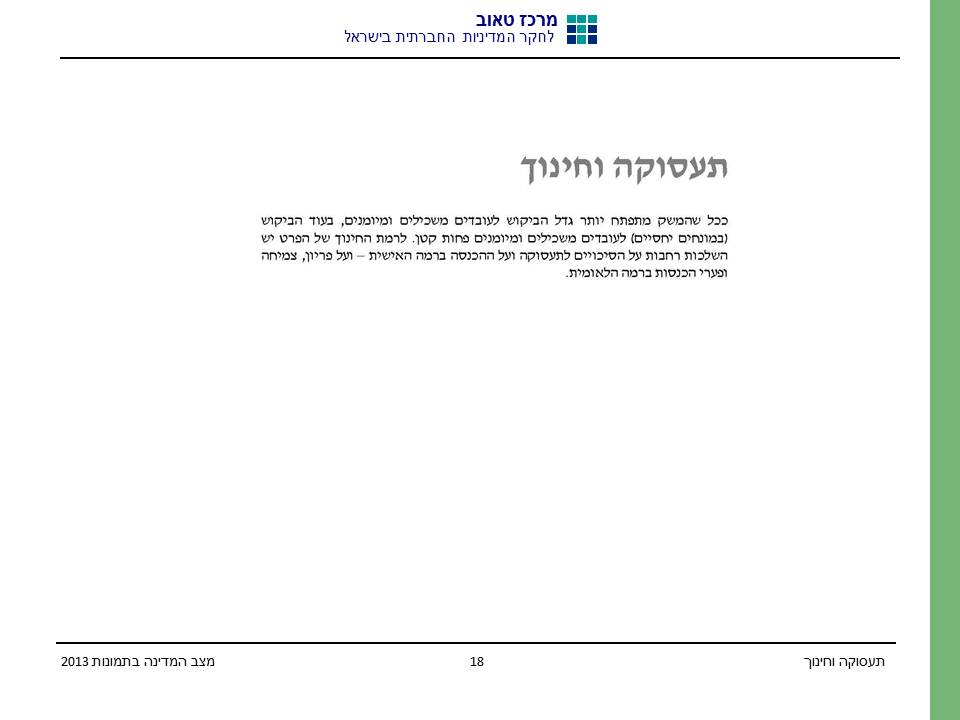 מרכז טאוב
לחקר המדיניות החברתית בישראל
תעסוקה וחינוך
ככל שהמשק מתפתח יותר גדל הביקוש לעובדים משכילים ומיומנים, בעוד הביקוש
(במונחים יחסיים) לעובדים משכילים ומיומנים פחות קטן. לרמת החינוך של הפרט יש
השלכות רחבות על הסיכויים לתעסוקה ועל ההכנסה ברמה האישית – ועל פריון, צמיחה
ופערי הכנסות ברמה הלאומית.
תעסוקה וחינוך
18
מצב המדינה בתמונות 2013